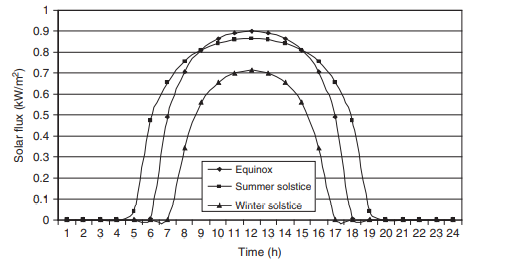 1
0.9
0.8
0.7
0.6
0.5
0.4
0.3
0.2
0.1
0
Solar flux (kW/m²)
Equinox
Summer solstice
Winter solstice
1 2 3 4 5 6 7 8 9 10 11 12 13 14 15 16 17 18 19 20 21 22 23 24
Time (h)